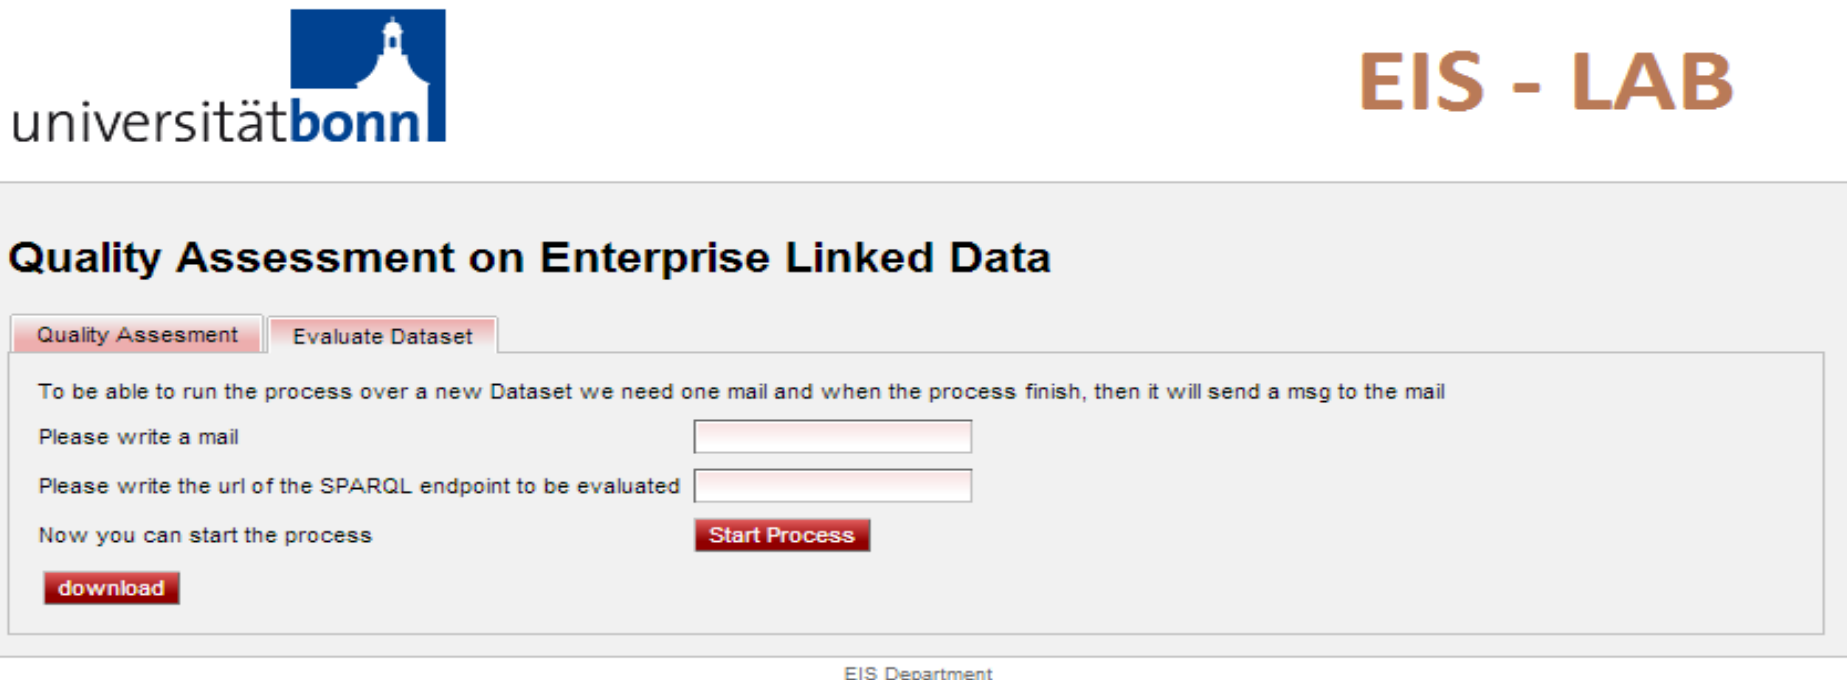 universitätbonn
EIS - LAB
Quality Assessment on Enterprise Linked Data
Quality Assesment
Evaluate Dataset
To be able to run the process over a new Dataset we need one mail and when the process finish, then it will send a msg to the mail
Please write a mail
Please write the url of the SPARQL endpoint to be evaluated
Now you can start the process
Start Process
download
EIS Department